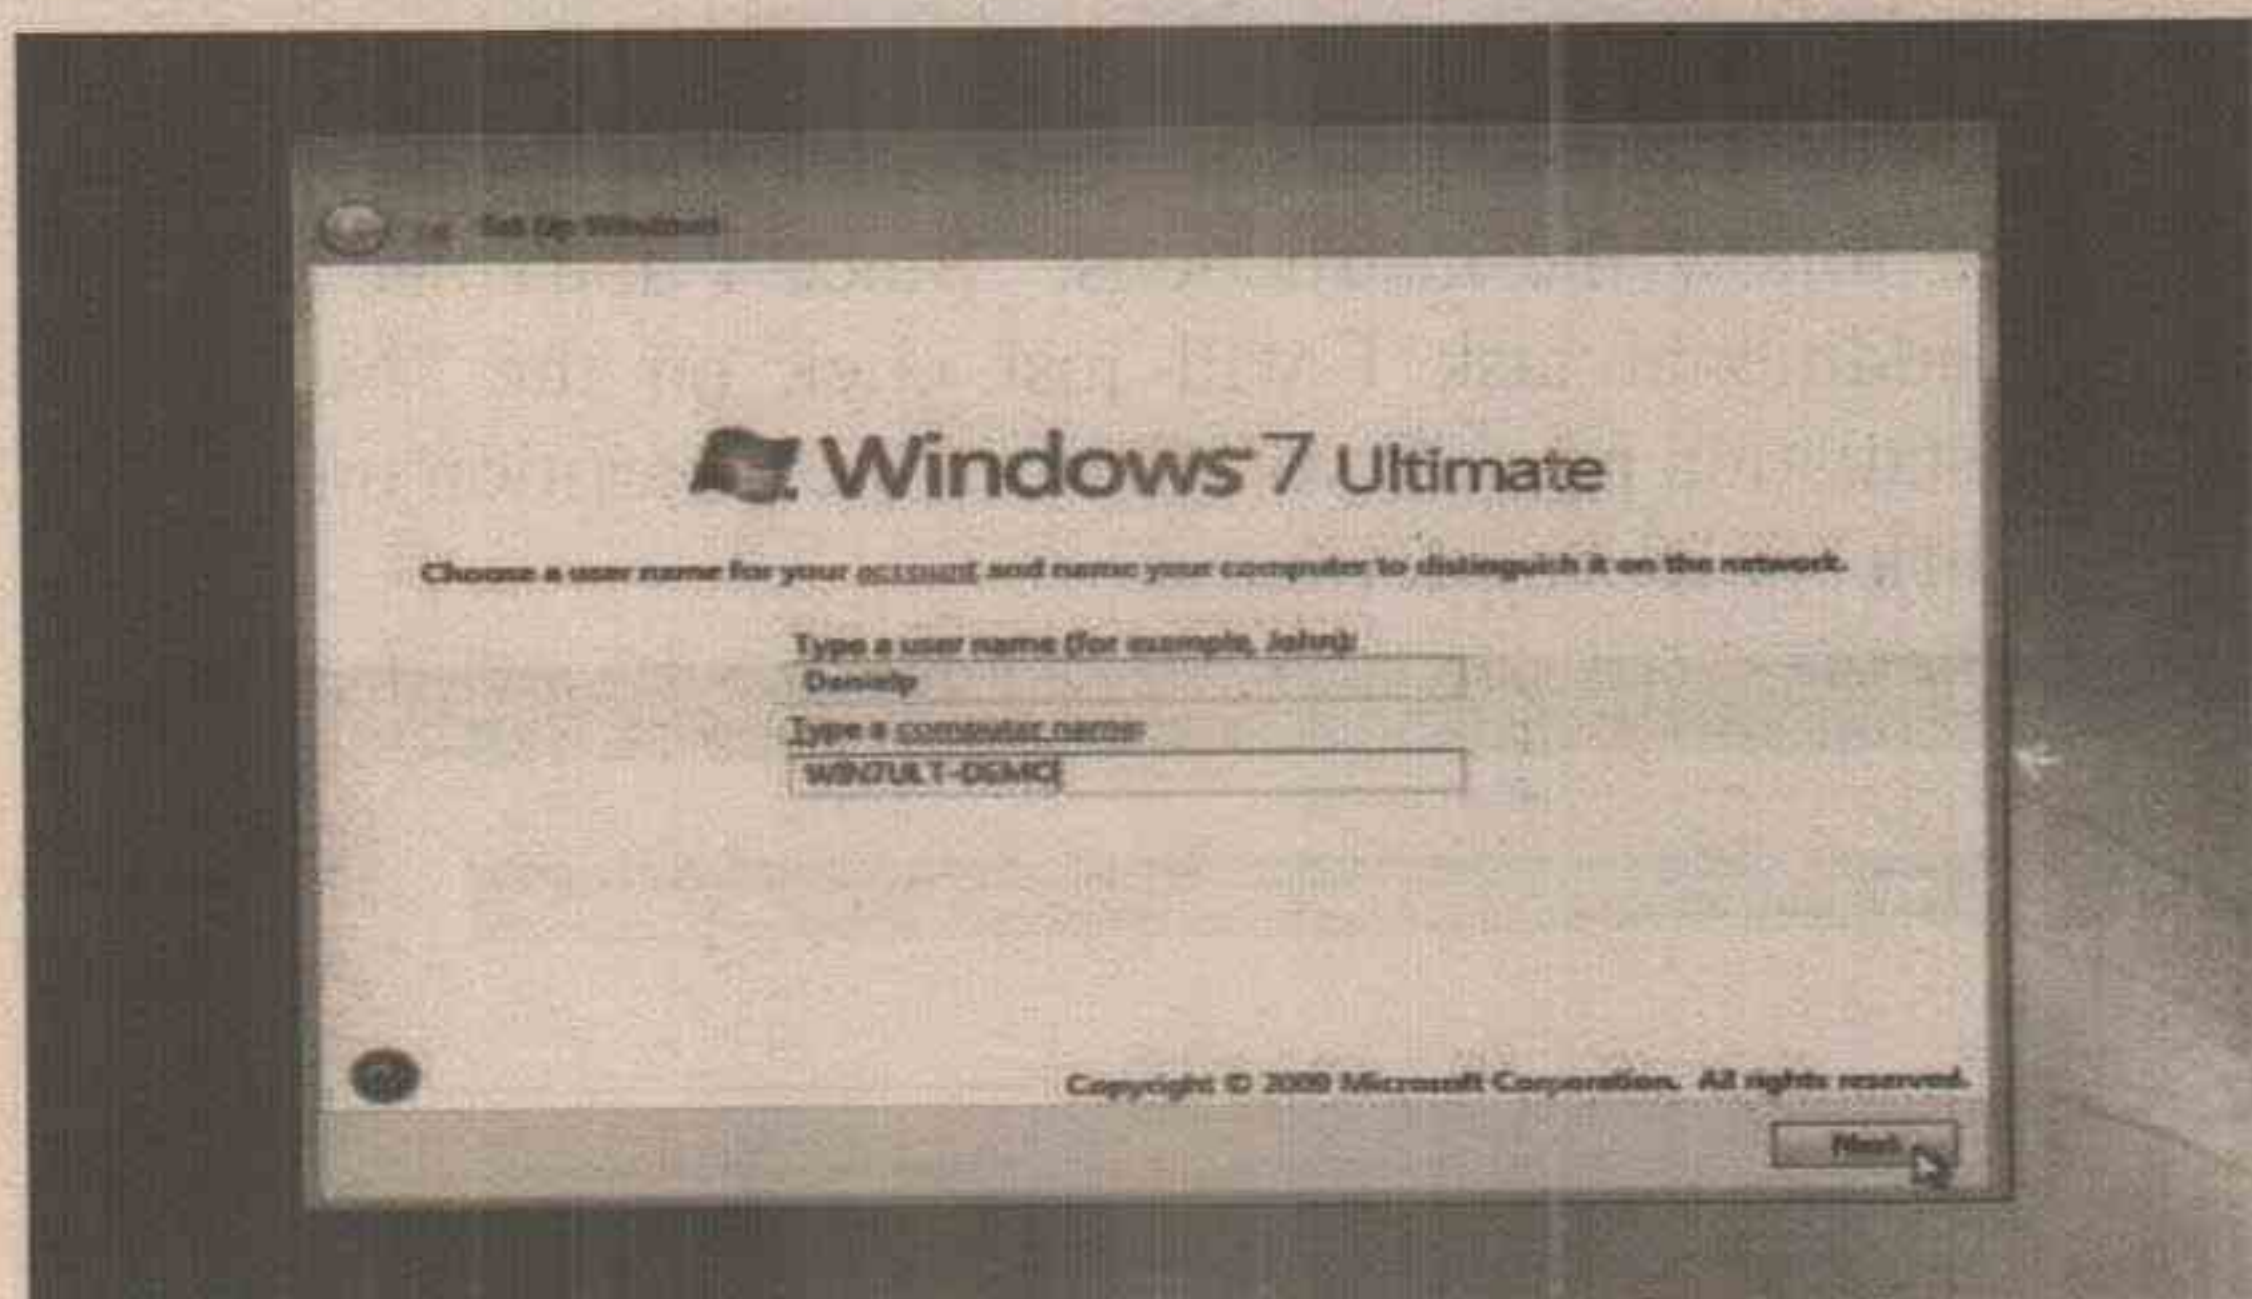 Set Up Windows
Windows 7 Ultimate
Choose a user name for your account and name your computer to distinguish it on the network.
Type a user name (for example, John):
Danielp
Type a computer name:
WIN7ULT-DEMO
Copyright © 2009 Microsoft Corporation. All rights reserved.
Next